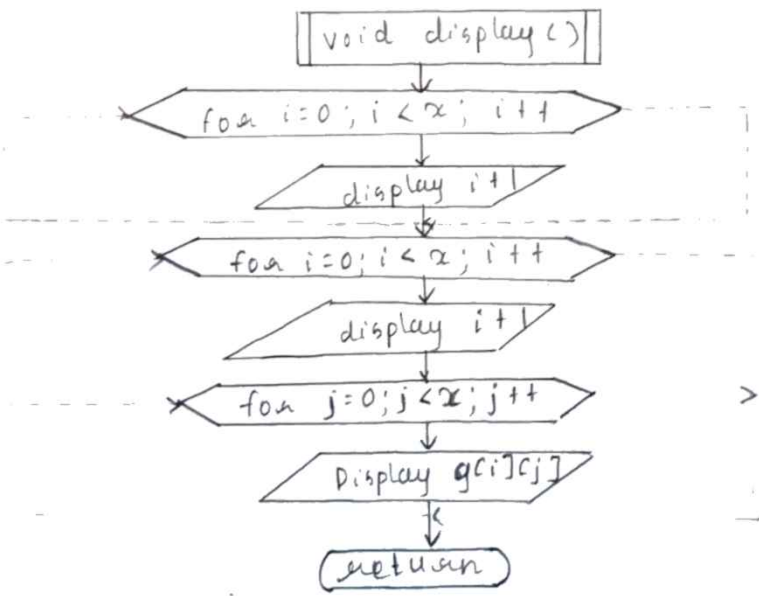 void display()
for i=0; i<x; i++
display i+1
for i=0; i<x; i++
display i+1
for j=0; j<x; j++
Display g[i][j]
return